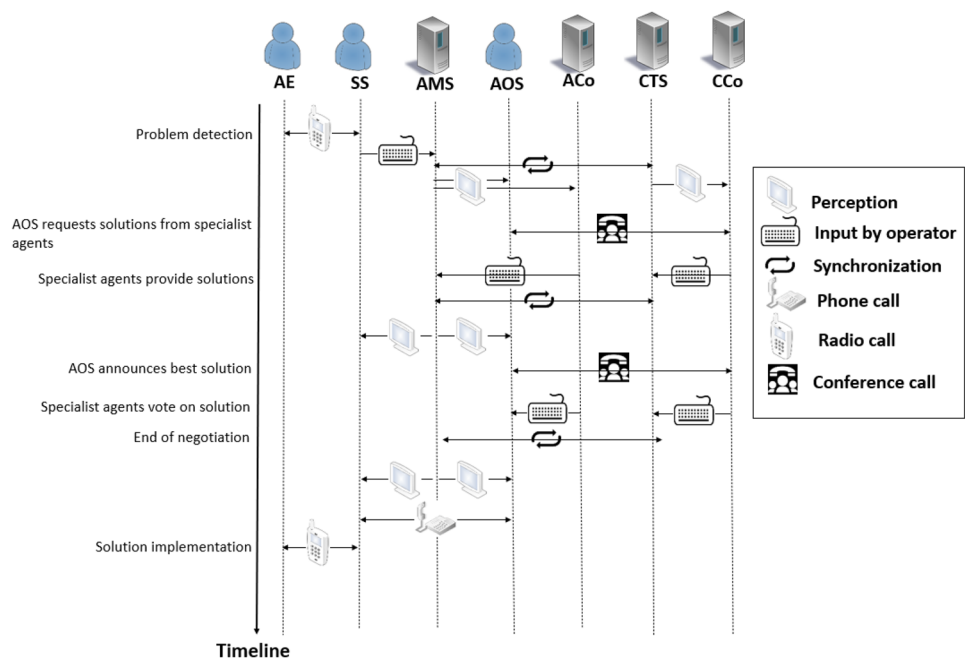 AE SS AMS AOS ACo CTS CCo
Problem detection
AOS requests solutions from specialist
agents
Specialist agents provide solutions
AOS announces best solution
Specialist agents vote on solution
End of negotiation
Solution implementation
Timeline
Perception
Input by operator
Synchronization
Phone call
Radio call
Conference call